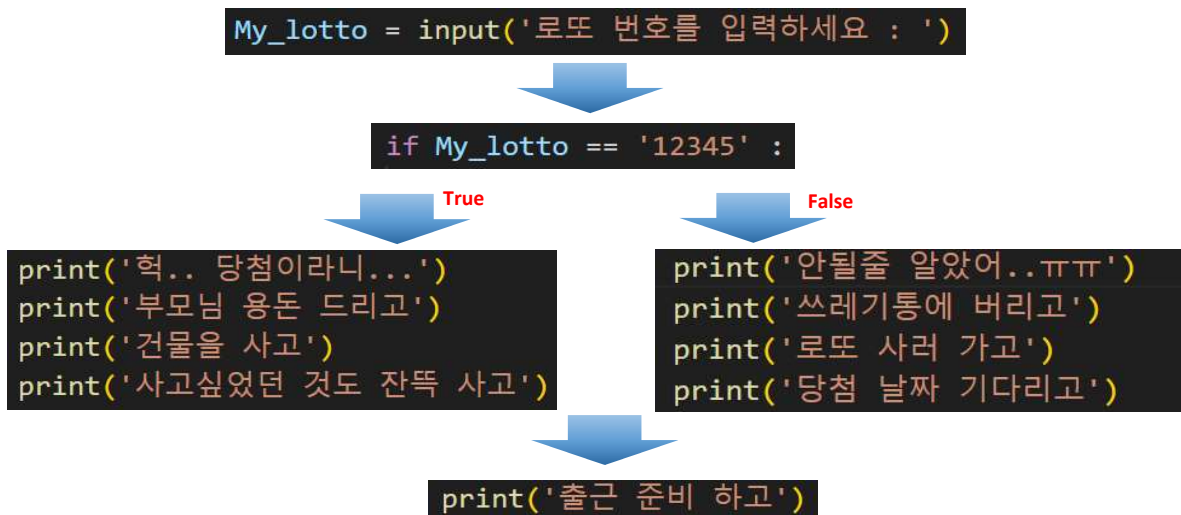 My_lotto = input('로또 번호를 입력하세요 : ')
if My_lotto == '12345' :
True
False
print('헉.. 당첨이라니...')
print('부모님 용돈 드리고')
print('건물을 사고')
print('사고싶었던 것도 잔뜩 사고')
print('안될줄 알았어..ㅠㅠ')
print('쓰레기통에 버리고')
print('로또 사러 가고')
print('당첨 날짜 기다리고')
print('출근 준비 하고')